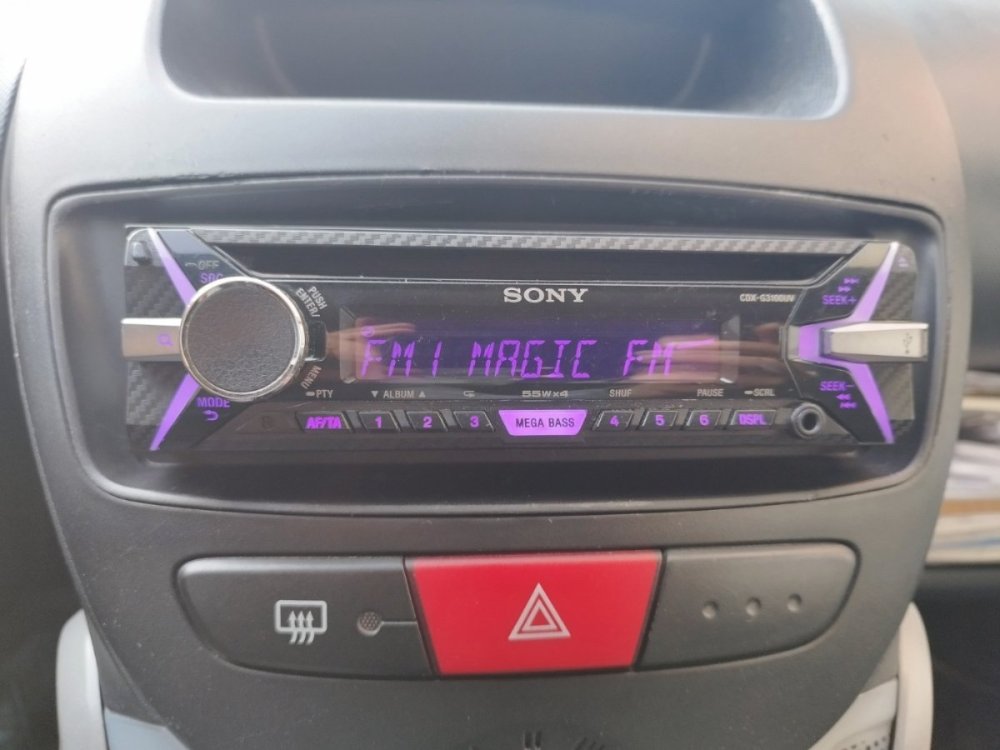 OFF
SRC
PUSH
ENTER/
MENU
MODE
SONY
CDX-G3100UV
FM1 MAGIC FM
PTY
▼ ALBUM ▲
55W×4
SHUF
PAUSE
SCRL
AF/TA
1
2
3
MEGA BASS
4
5
6
DSPL
SEEK+
SEEK-